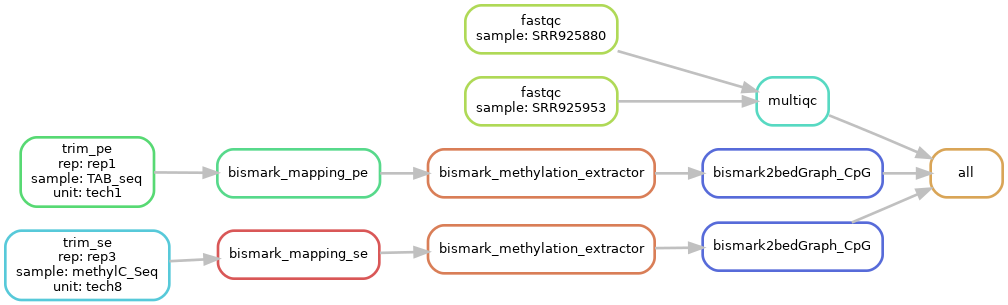 fastqc
sample: SRR925880
fastqc
sample: SRR925953
multiqc
trim_pe
rep: rep1
sample: TAB_seq
unit: tech1
bismark_mapping_pe
bismark_methylation_extractor
bismark2bedGraph_CpG
all
trim_se
rep: rep3
sample: methylC_Seq
unit: tech8
bismark_mapping_se
bismark_methylation_extractor
bismark2bedGraph_CpG